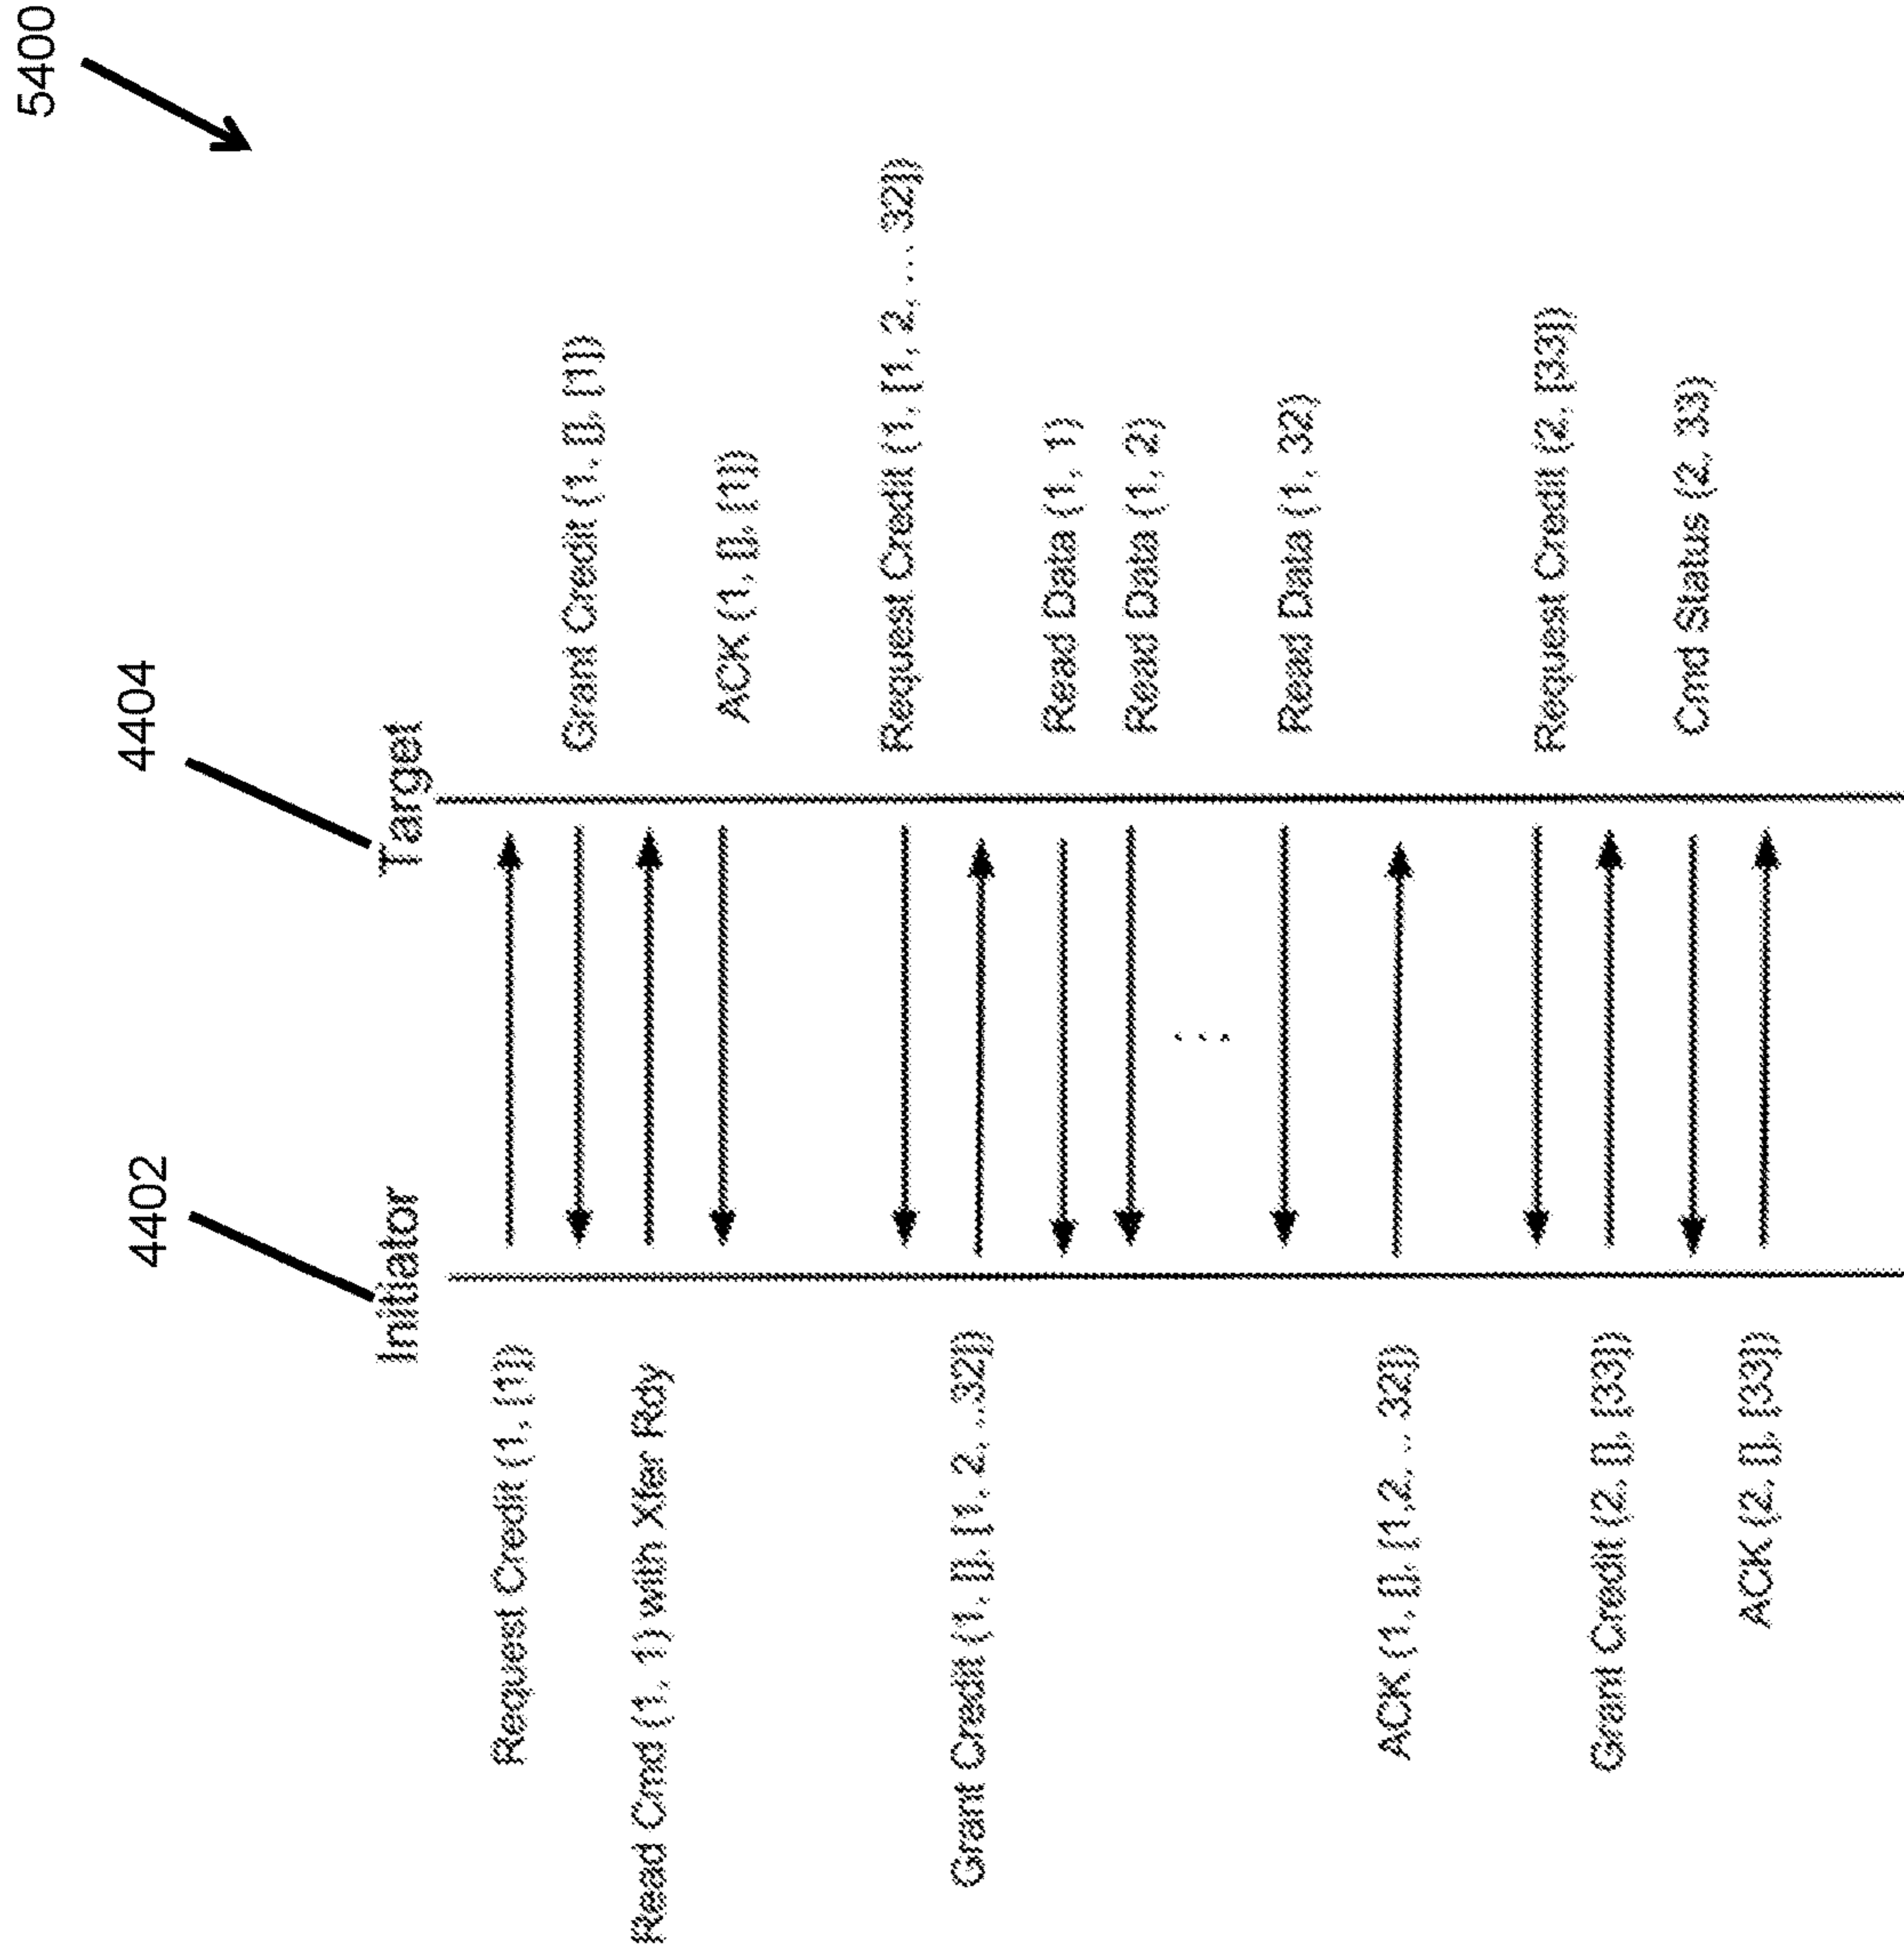 5400
4402
4404
Initiator
Target
Request Credit (1, [1])
Grant Credit (1, [], [1])
Read Cmd (1, 1) with Xfer Rdy
ACK (1, [], [1])
Request Credit (1, [1, 2, ... 32])
Grant Credit (1, [], [1, 2, ...32])
Read Data (1, 1)
Read Data (1, 2)
...
Read Data (1, 32)
ACK (1, [], [1,2, ... 32])
Request Credit (2, [33])
Grant Credit (2, [], [33])
Cmd Status (2, 33)
ACK (2, [], [33])